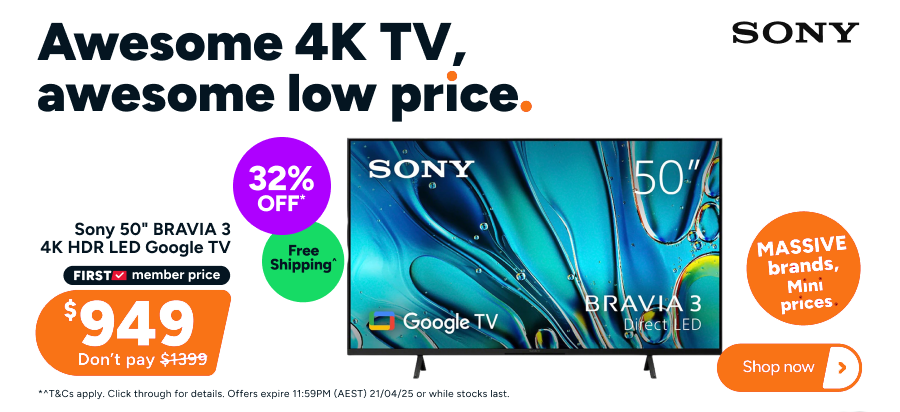 Awesome 4K TV,
awesome low price.
SONY
32%
OFF*
Free
Shipping^
Sony 50" BRAVIA 3
4K HDR LED Google TV
FIRST member price
$949
Don't pay $1399
SONY
50"
BRAVIA 3
Direct LED
Google TV
MASSIVE
brands,
Mini
prices.
Shop now
*^T&Cs apply. Click through for details. Offers expire 11:59PM (AEST) 21/04/25 or while stocks last.